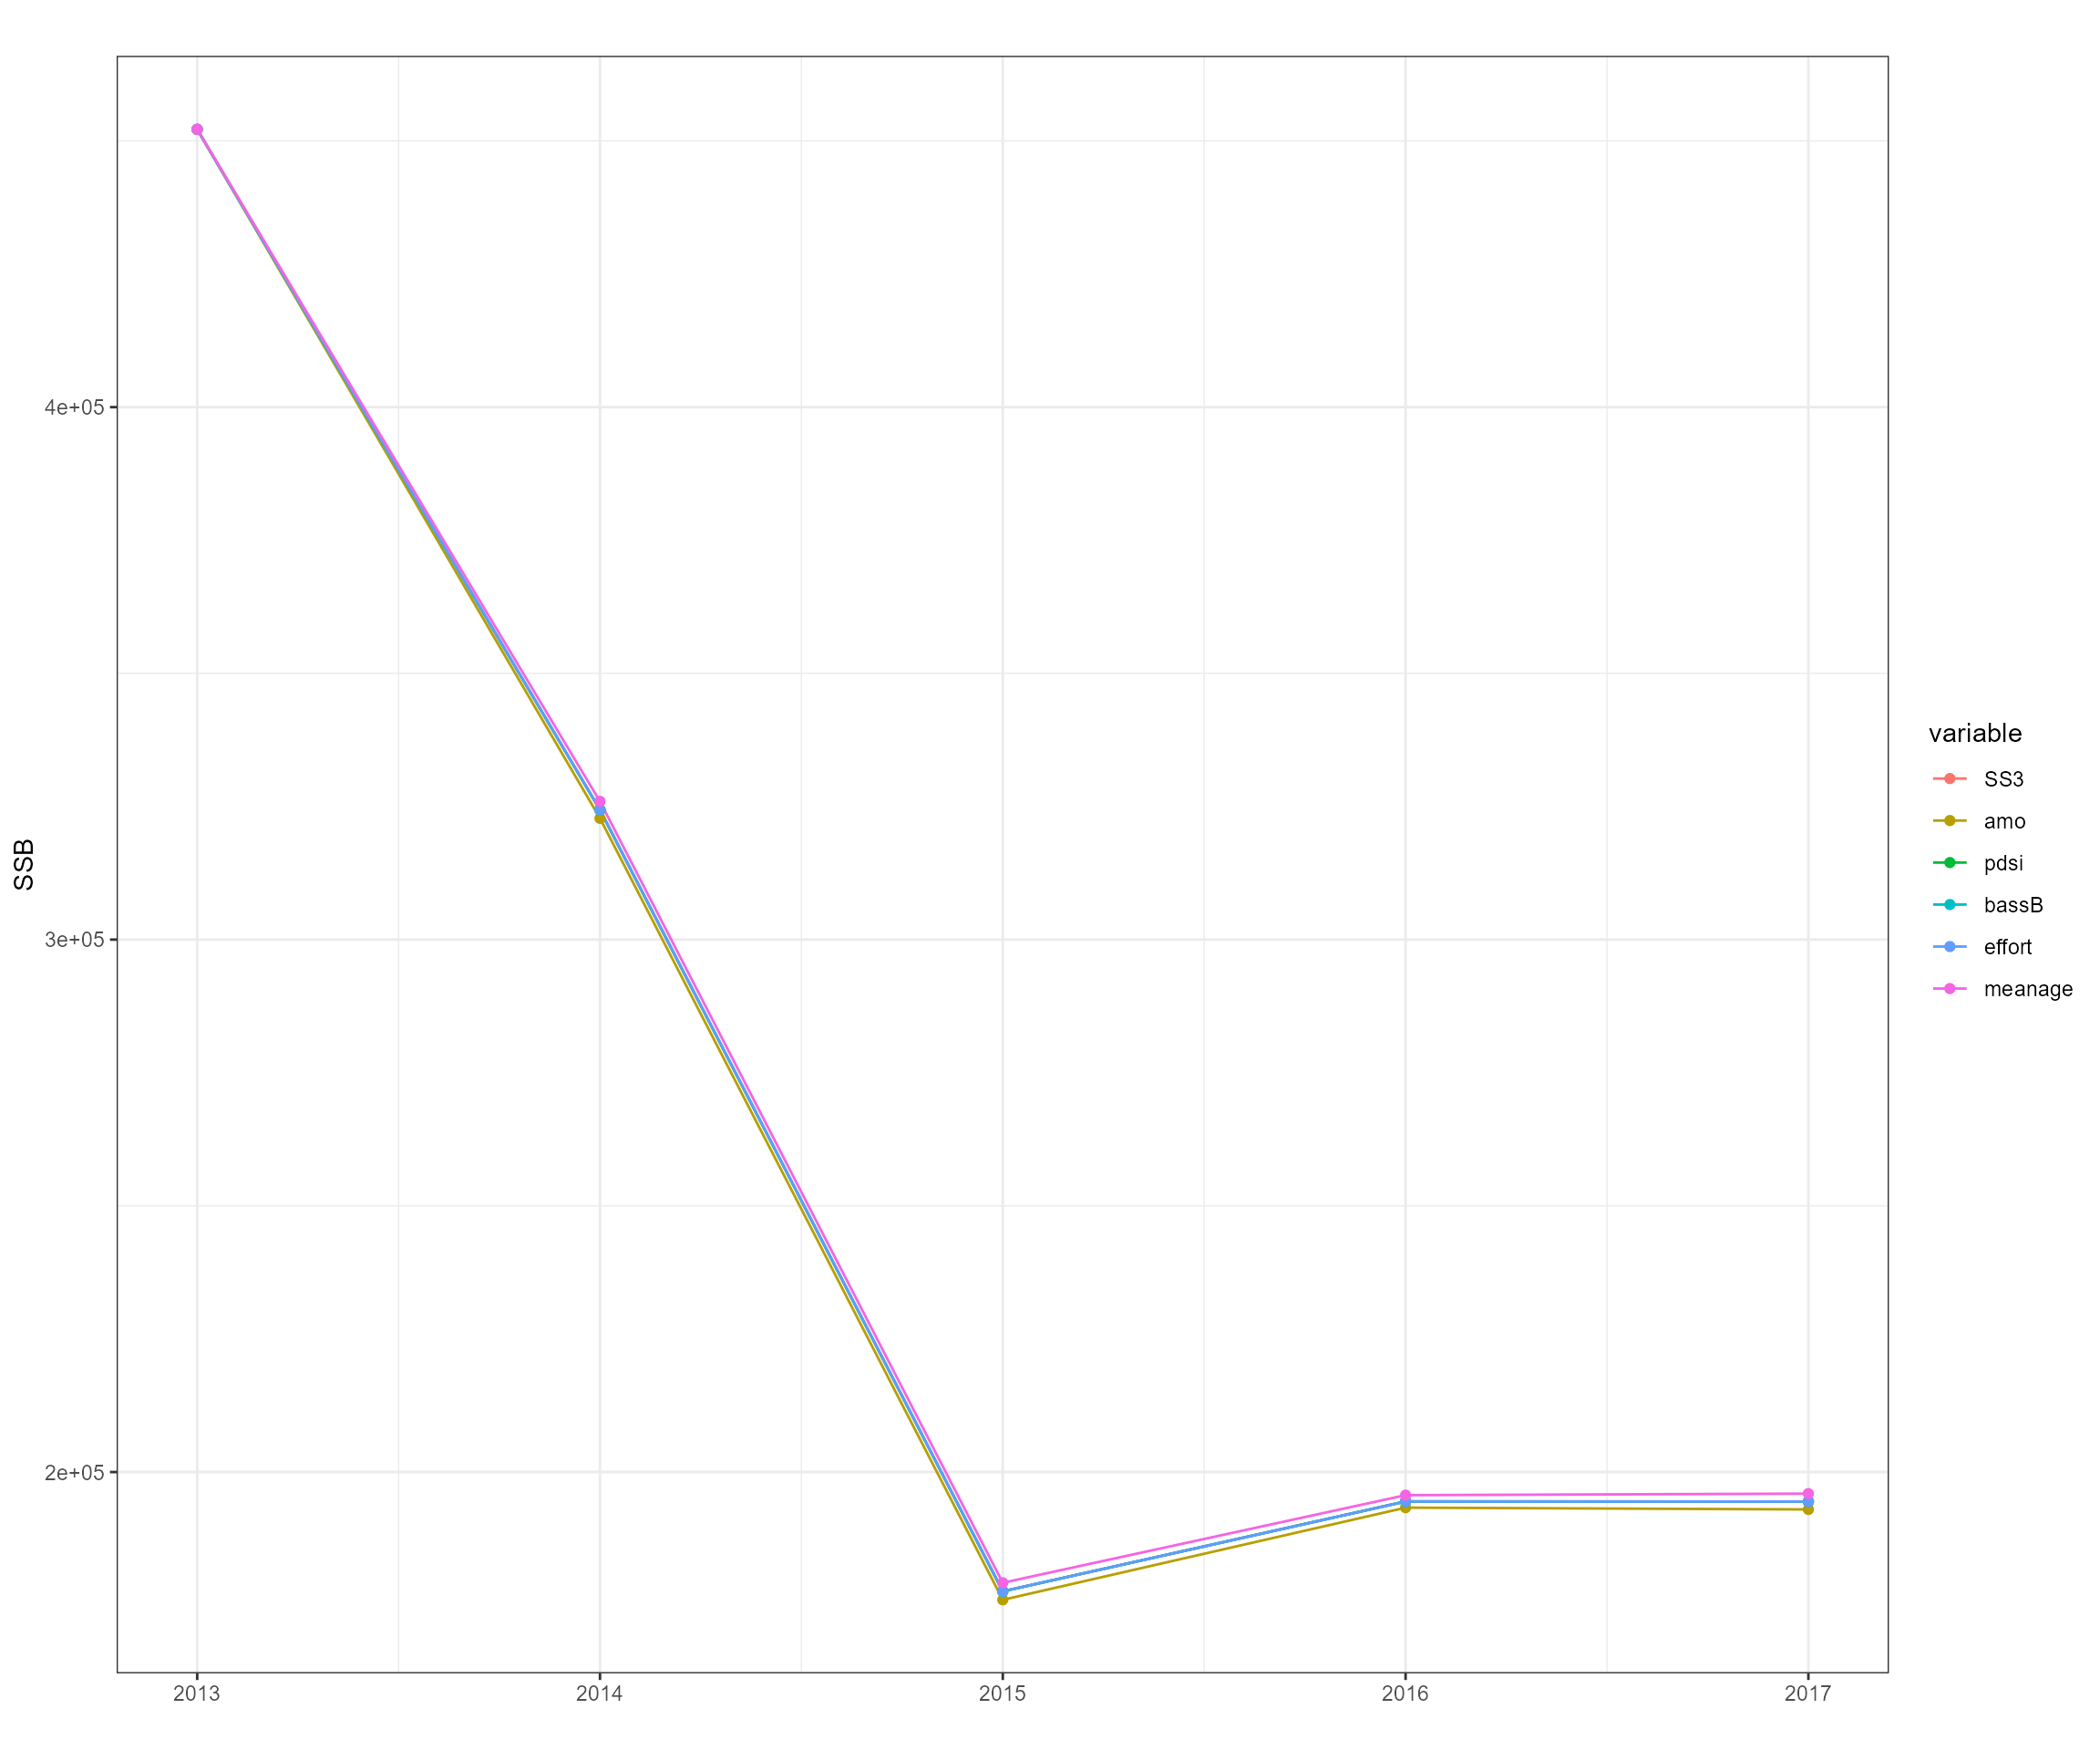 SSB
4e+05
3e+05
2e+05
2013
2014
2015
2016
2017
variable
SS3
amo
pdsi
bassB
effort
meanage